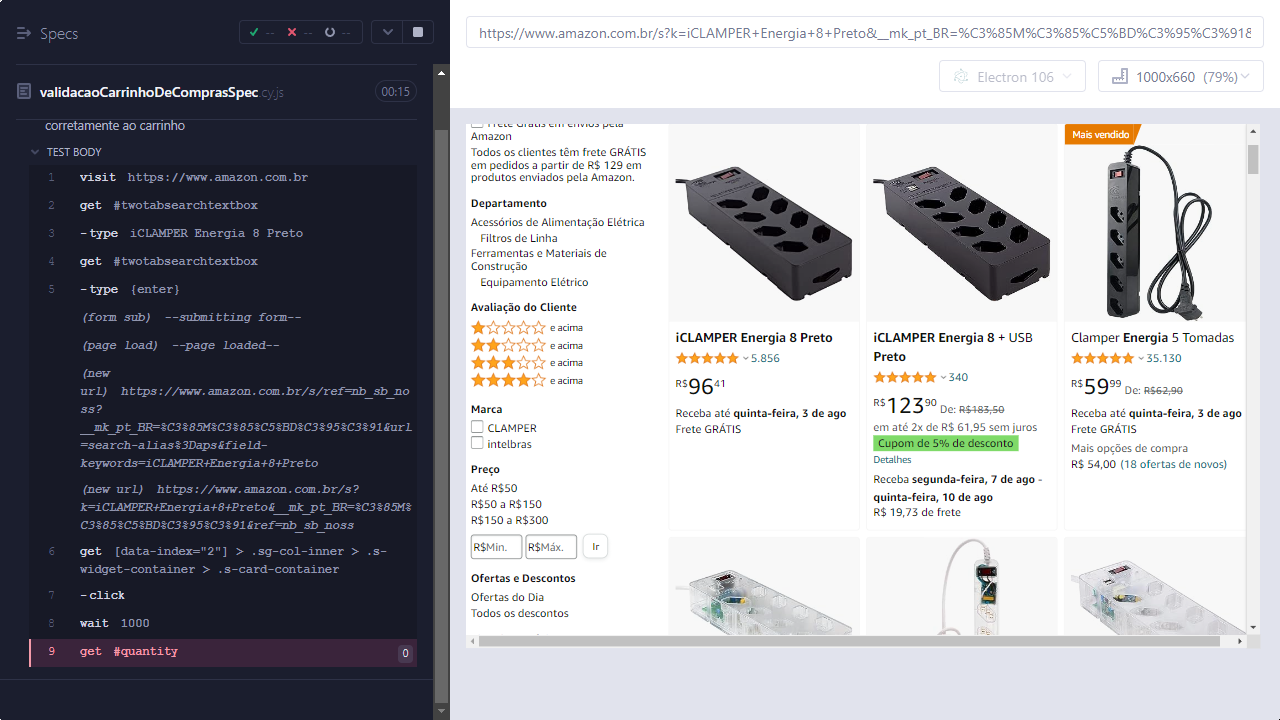 Specs
--
--
--
validacaoCarrinhoDeComprasSpec.cy.js
00:15
corretamente ao carrinho
TEST BODY
1 visit https://www.amazon.com.br
2 get #twotabsearchtextbox
3 -type iCLAMPER Energia 8 Preto
4 get #twotabsearchtextbox
5 -type {enter}
(form sub) --submitting form--
(page load) --page loaded--
(new
url) https://www.amazon.com.br/s/ref=nb_sb_no
ss?
__mk_pt_BR=%C3%85M%C3%85%C5%BD%C3%95%C3%91&url
=search-alias%3Daps&field-
keywords=iCLAMPER+Energia+8+Preto
(new url) https://www.amazon.com.br/s?
k=iCLAMPER+Energia+8+Preto&__mk_pt_BR=%C3%85M%
C3%85%C5%BD%C3%95%C3%91&ref=nb_sb_noss
6 get [data-index="2"] > .sg-col-inner > .s-
widget-container > .s-card-container
7 -click
8 wait 1000
9 get #quantity 0
https://www.amazon.com.br/s?k=iCLAMPER+Energia+8+Preto&__mk_pt_BR=%C3%85M%C3%85%C5%BD%C3%95%C3%918
Electron 106
1000x660 (79%)
Frete Grátis em envios pela
Amazon
Todos os clientes têm frete GRÁTIS
em pedidos a partir de R$ 129 em
produtos enviados pela Amazon.
Departamento
Acessórios de Alimentação Elétrica
Filtros de Linha
Ferramentas e Materiais de
Construção
Equipamento Elétrico
Avaliação do Cliente
e acima
e acima
e acima
e acima
Marca
CLAMPER
intelbras
Preço
Até R$50
R$50 a R$150
R$150 a R$300
R$Mín. R$Máx. Ir
Ofertas e Descontos
Ofertas do Dia
Todos os descontos
iCLAMPER Energia 8 Preto
5.856
R$96 41
Receba até quinta-feira, 3 de ago
Frete GRÁTIS
iCLAMPER Energia 8 + USB
Preto
340
R$123 90 De: R$183,50
em até 2x de R$ 61,95 sem juros
Cupom de 5% de desconto
Detalhes
Receba segunda-feira, 7 de ago -
quinta-feira, 10 de ago
R$ 19,73 de frete
Mais vendido
Clamper Energia 5 Tomadas
35.130
R$59 99 De: R$62,90
Receba até quinta-feira, 3 de ago
Frete GRÁTIS
Mais opções de compra
R$ 54,00 (18 ofertas de novos)